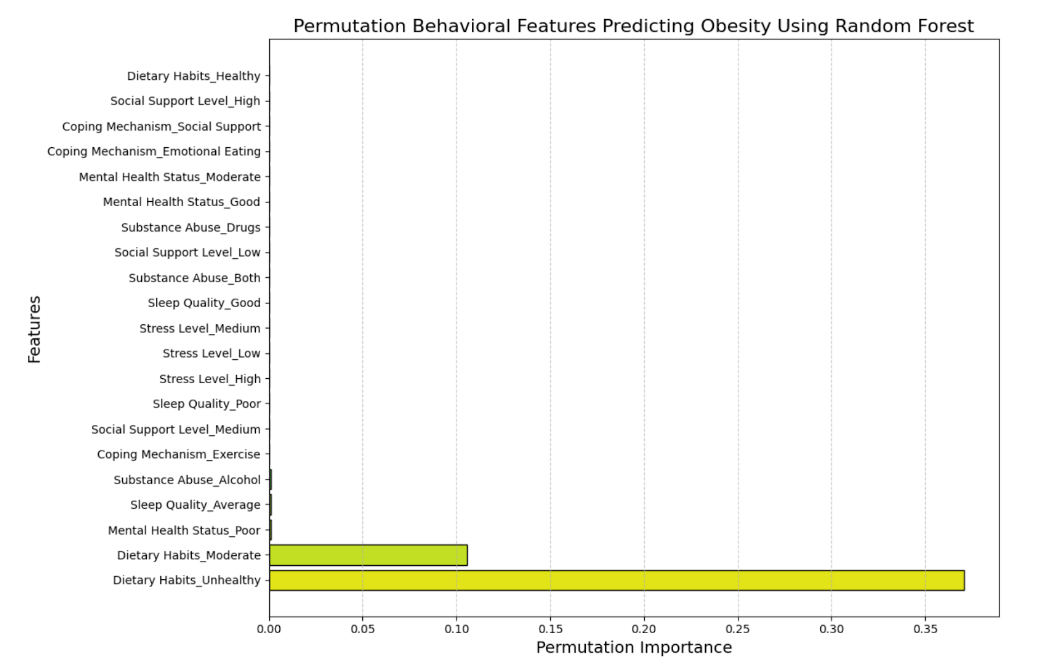 Permutation Behavioral Features Predicting Obesity Using Random Forest
Dietary Habits_Healthy
Social Support Level_High
Coping Mechanism_Social Support
Coping Mechanism_Emotional Eating
Mental Health Status_Moderate
Mental Health Status_Good
Substance Abuse_Drugs
Social Support Level_Low
Substance Abuse_Both
Sleep Quality_Good
Stress Level_Medium
Stress Level_Low
Stress Level_High
Sleep Quality_Poor
Social Support Level_Medium
Coping Mechanism_Exercise
Substance Abuse_Alcohol
Sleep Quality_Average
Mental Health Status_Poor
Dietary Habits_Moderate
Dietary Habits_Unhealthy
Features
0.00 0.05 0.10 0.15 0.20 0.25 0.30 0.35
Permutation Importance